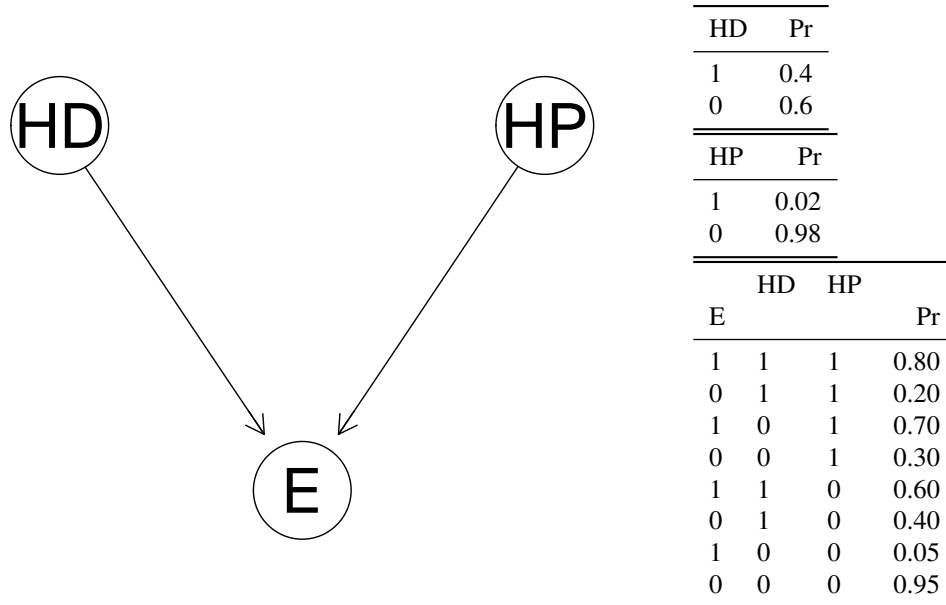 HD
HP
E
HD Pr
1 0.4
0 0.6
HP Pr
1 0.02
0 0.98
HD HP
E Pr
1 1 1 0.80
0 1 1 0.20
1 0 1 0.70
0 0 1 0.30
1 1 0 0.60
0 1 0 0.40
1 0 0 0.05
0 0 0 0.95